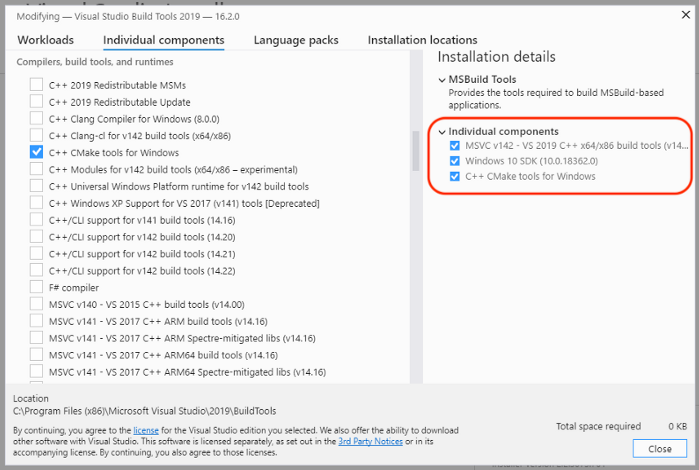 Modifying — Visual Studio Build Tools 2019 — 16.2.0
Workloads
Individual components
Language packs
Installation locations
Compilers, build tools, and runtimes
C++ 2019 Redistributable MSMs
C++ 2019 Redistributable Update
C++ Clang Compiler for Windows (8.0.0)
C++ Clang-cl for v142 build tools (x64/x86)
C++ CMake tools for Windows
C++ Modules for v142 build tools (x64/x86 – experimental)
C++ Universal Windows Platform runtime for v142 build tools
C++ Windows XP Support for VS 2017 (v141) tools [Deprecated]
C++/CLI support for v141 build tools (14.16)
C++/CLI support for v142 build tools (14.20)
C++/CLI support for v142 build tools (14.21)
C++/CLI support for v142 build tools (14.22)
F# compiler
MSVC v140 - VS 2015 C++ build tools (v14.00)
MSVC v141 - VS 2017 C++ ARM build tools (v14.16)
MSVC v141 - VS 2017 C++ ARM Spectre-mitigated libs (v14.16)
MSVC v141 - VS 2017 C++ ARM64 build tools (v14.16)
MSVC v141 - VS 2017 C++ ARM64 Spectre-mitigated libs (v14.16)
Installation details
MSBuild Tools
Provides the tools required to build MSBuild-based
applications.
Individual components
MSVC v142 - VS 2019 C++ x64/x86 build tools (v14...
Windows 10 SDK (10.0.18362.0)
C++ CMake tools for Windows
Location
C:\Program Files (x86)\Microsoft Visual Studio\2019\BuildTools
By continuing, you agree to the license for the Visual Studio edition you selected. We also offer the ability to download
other software with Visual Studio. This software is licensed separately, as set out in the 3rd Party Notices or in its
accompanying license. By continuing, you also agree to those licenses.
Total space required 0 KB
Close